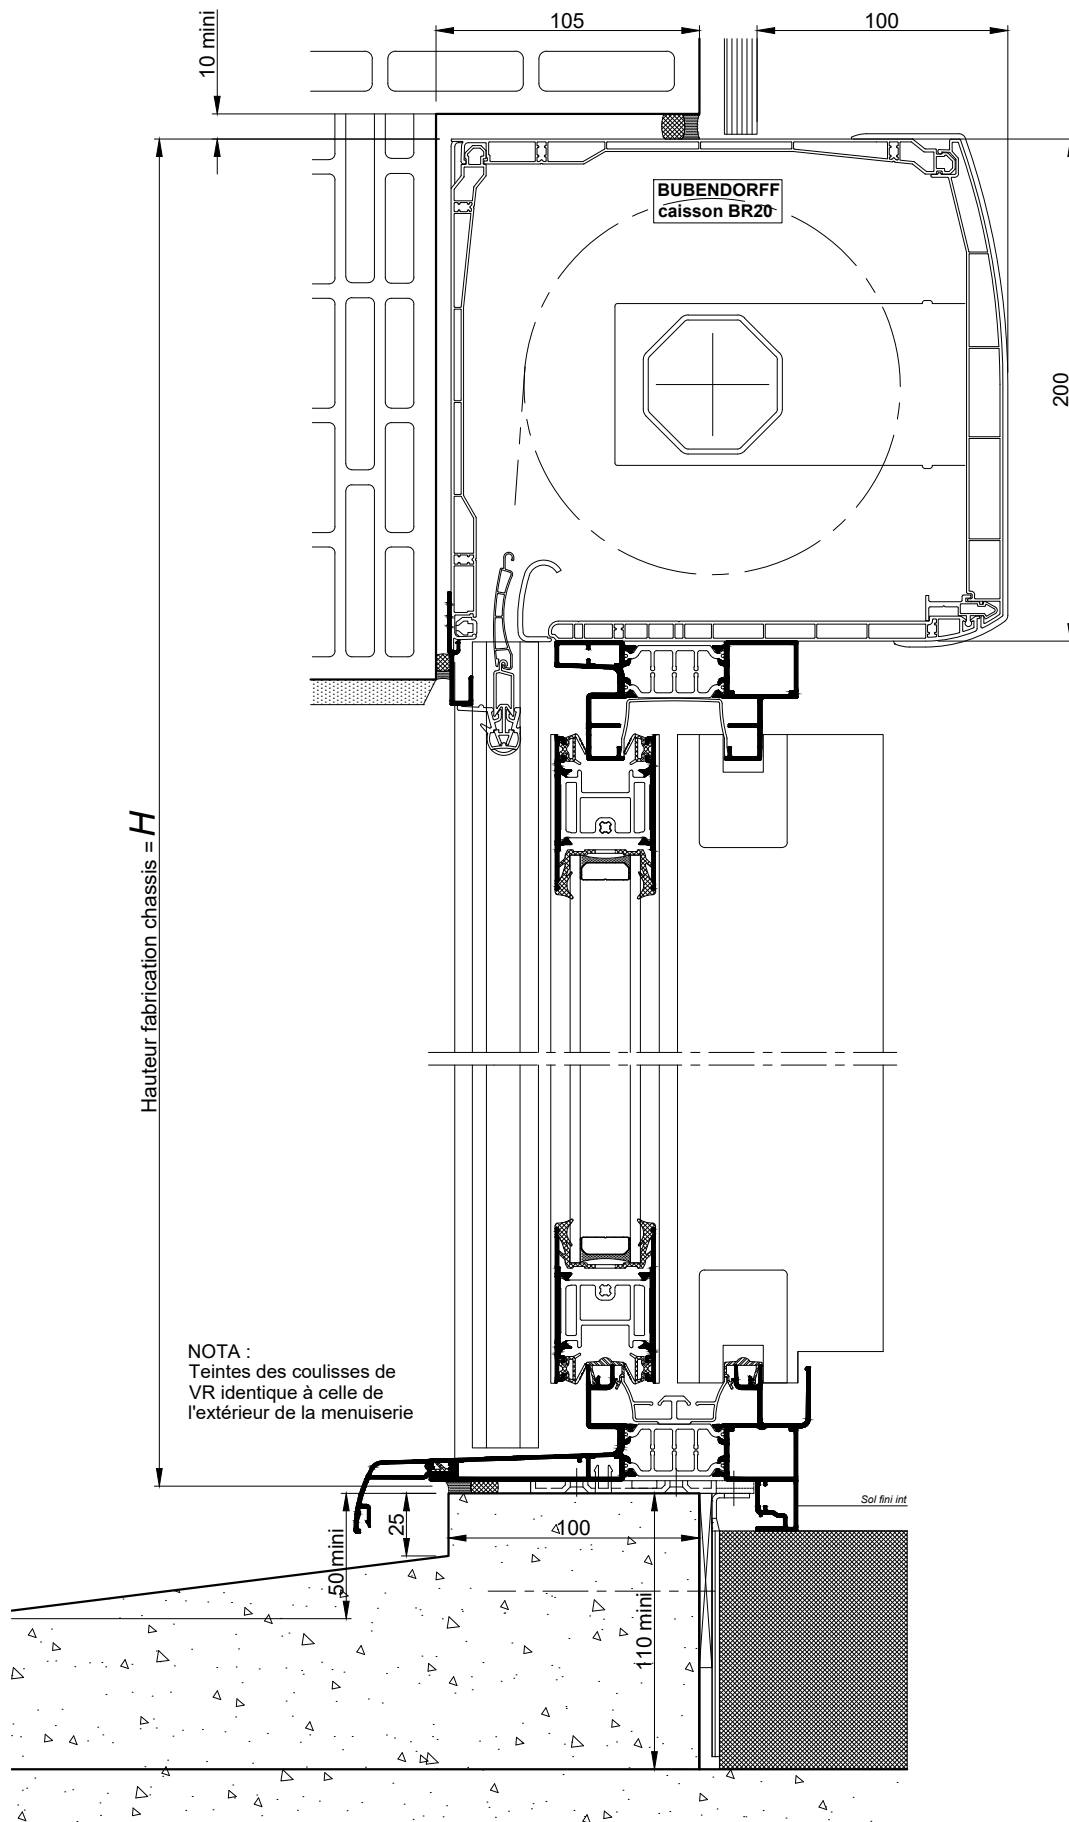 105
100
10 mini
BUBENDORFF
caisson BR20
200
Hauteur fabrication chassis = H
NOTA :
Teintes des coulisses de
VR identique à celle de
l'extérieur de la menuiserie
Sol fini int
25
100
50 mini
110 mini